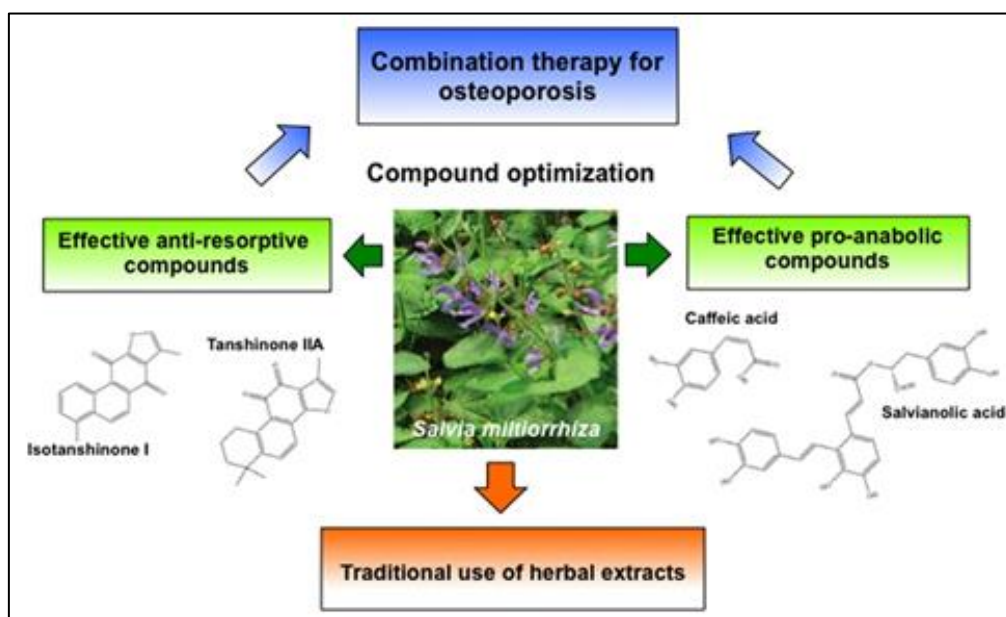 Combination therapy for
osteoporosis
Compound optimization
Effective anti-resorptive
compounds
Effective pro-anabolic
compounds
Caffeic acid
Tanshinone IIA
Salvianolic acid
Isotanshinone I
Salvia miltiorrhiza
Traditional use of herbal extracts